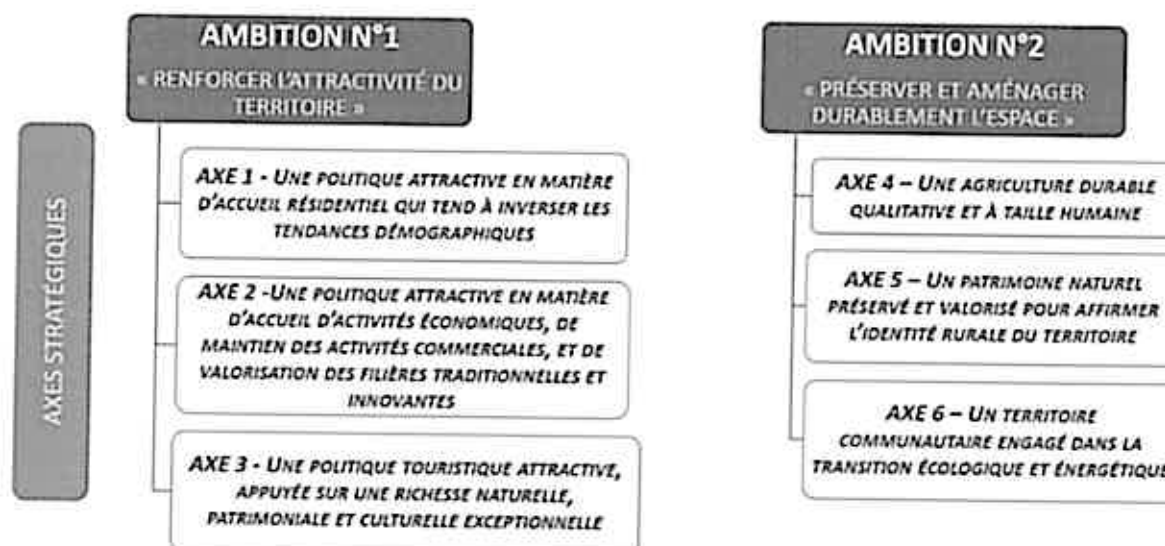 AXES STRATÉGIQUES
AMBITION N°1
« RENFORCER L'ATTRACTIVITÉ DU
TERRITOIRE »
AXE 1 - UNE POLITIQUE ATTRACTIVE EN MATIÈRE
D'ACCUEIL RÉSIDENTIEL QUI TEND À INVERSER LES
TENDANCES DÉMOGRAPHIQUES
AXE 2 -UNE POLITIQUE ATTRACTIVE EN MATIÈRE
D'ACCUEIL D'ACTIVITÉS ÉCONOMIQUES, DE
MAINTIEN DES ACTIVITÉS COMMERCIALES, ET DE
VALORISATION DES FILIÈRES TRADITIONNELLES ET
INNOVANTES
AXE 3 - UNE POLITIQUE TOURISTIQUE ATTRACTIVE,
APPUYÉE SUR UNE RICHESSE NATURELLE,
PATRIMONIALE ET CULTURELLE EXCEPTIONNELLE
AMBITION N°2
« PRÉSERVER ET AMÉNAGER
DURABLEMENT L'ESPACE »
AXE 4 – UNE AGRICULTURE DURABLE
QUALITATIVE ET À TAILLE HUMAINE
AXE 5 – UN PATRIMOINE NATUREL
PRÉSERVÉ ET VALORISÉ POUR AFFIRMER
L'IDENTITÉ RURALE DU TERRITOIRE
AXE 6 – UN TERRITOIRE
COMMUNAUTAIRE ENGAGÉ DANS LA
TRANSITION ÉCOLOGIQUE ET ÉNERGÉTIQUE